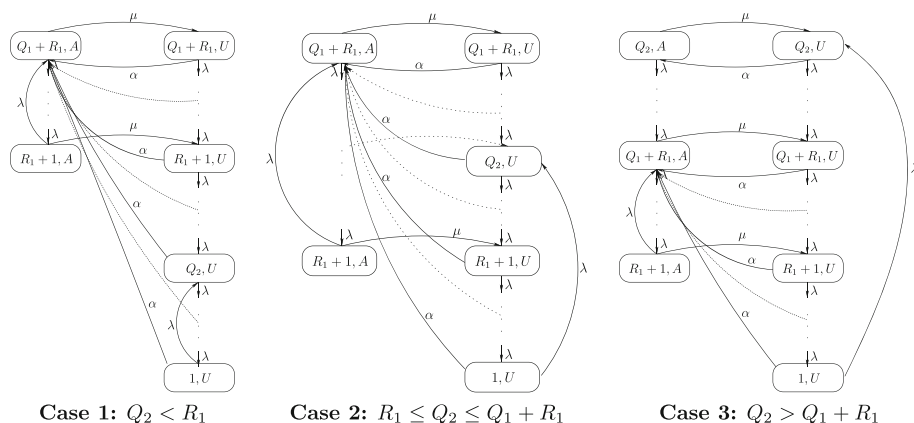 μ μ μ
Q₁ + R₁, A Q₁ + R₁, U Q₁ + R₁, A Q₁ + R₁, U Q₂, A Q₂, U
α λ λ α λ λ α λ
λ λ λ μ α λ λ μ
R₁ + 1, A R₁ + 1, U λ Q₂, U Q₁ + R₁, A Q₁ + R₁, U λ
α λ α λ λ α λ
α λ λ μ λ λ λ μ λ
Q₂, U R₁ + 1, A R₁ + 1, U λ R₁ + 1, A α R₁ + 1, U
λ λ λ
α λ α α
λ λ λ
1, U 1, U 1, U
Case 1: Q₂ < R₁ Case 2: R₁ ≤ Q₂ ≤ Q₁ + R₁ Case 3: Q₂ > Q₁ + R₁